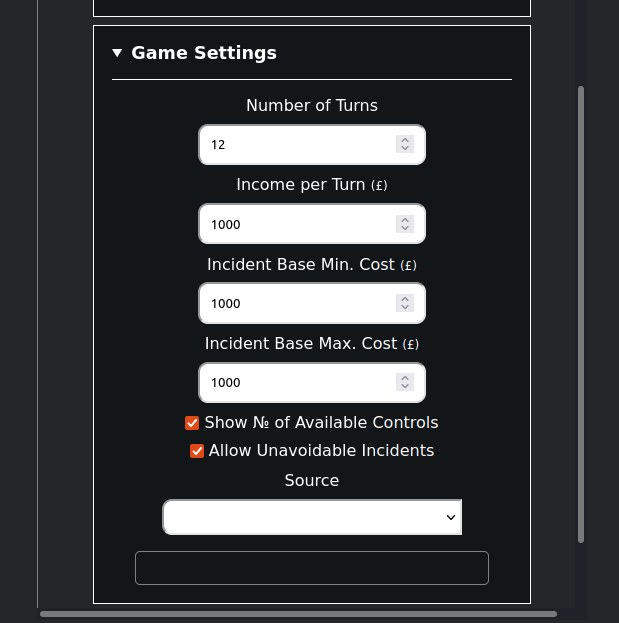 ▼ Game Settings
Number of Turns
12
Income per Turn (£)
1000
Incident Base Min. Cost (£)
1000
Incident Base Max. Cost (£)
1000
Show № of Available Controls
Allow Unavoidable Incidents
Source